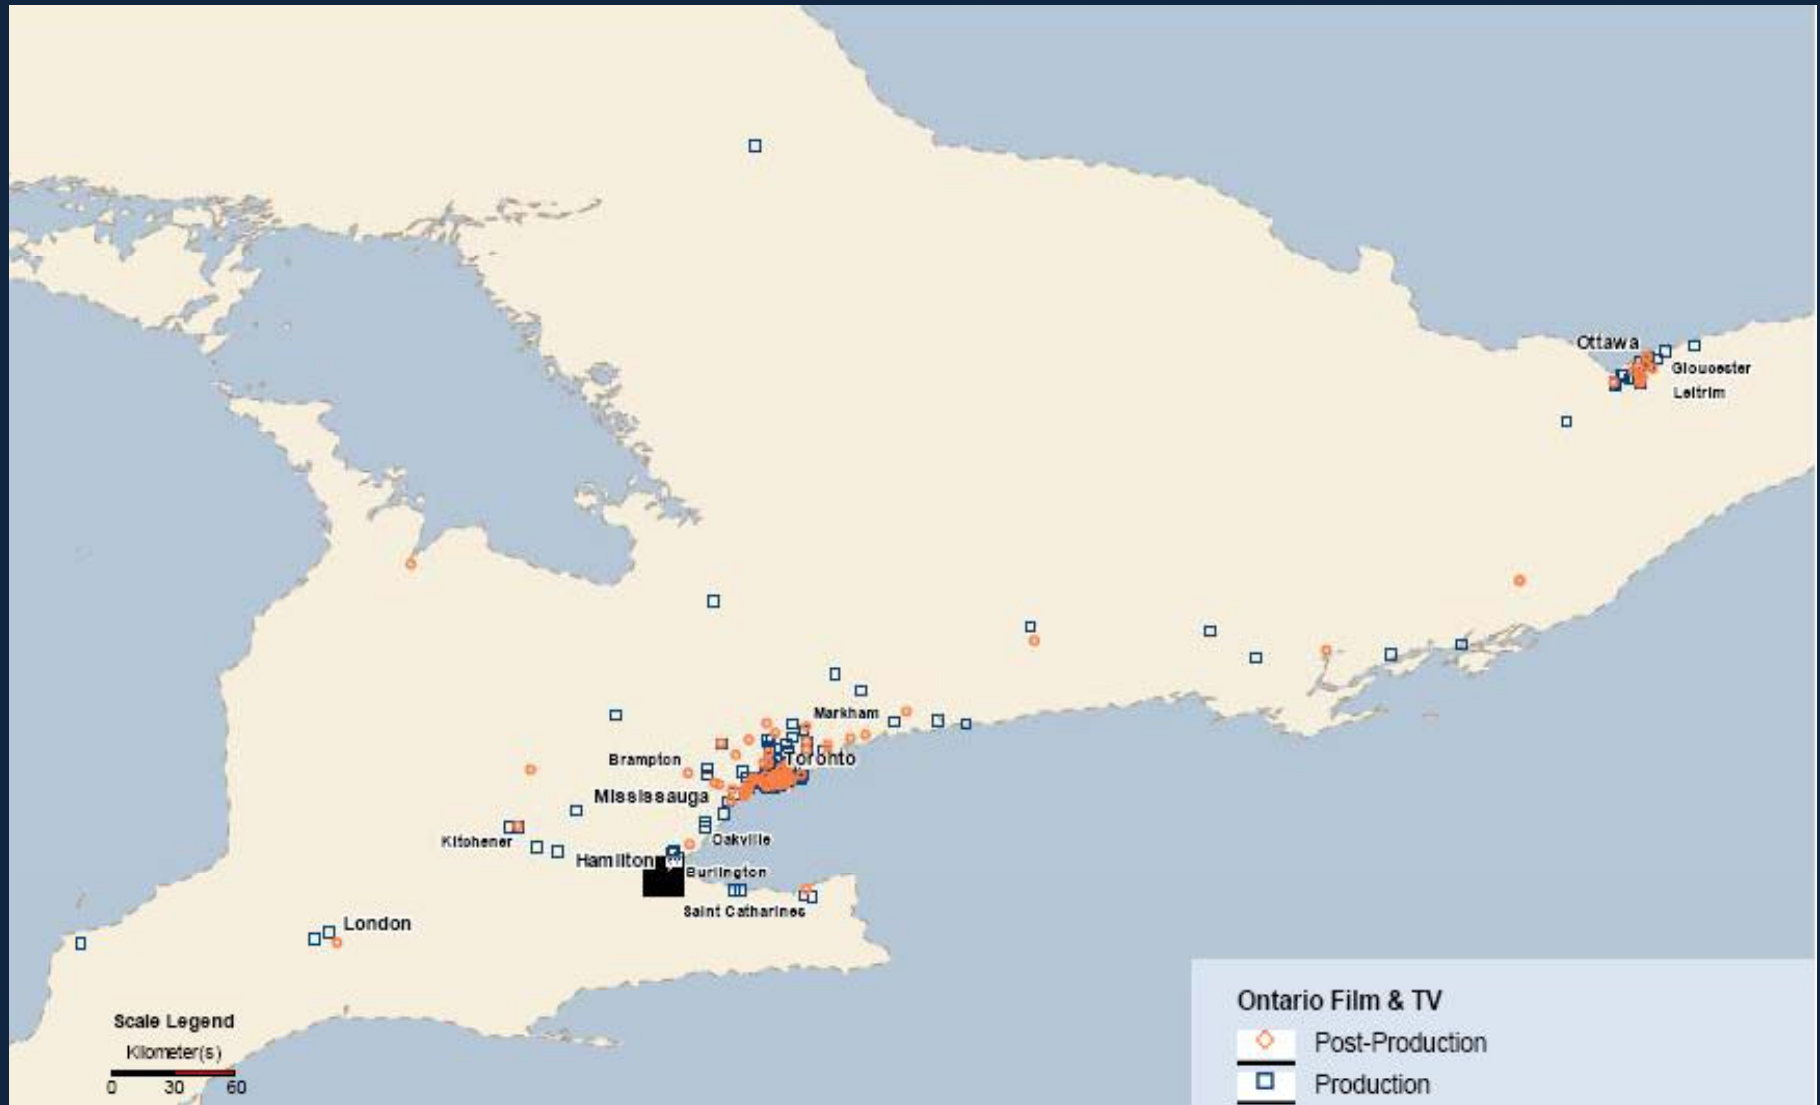 Ottawa
Gloucester
Leitrim
Markham
Toronto
Brampton
Mississauga
Kitchener
Oakville
Hamilton
Burlington
Saint Catharines
London
Scale Legend
Kilometer(s)
0 30 60
Ontario Film & TV
Post-Production
Production